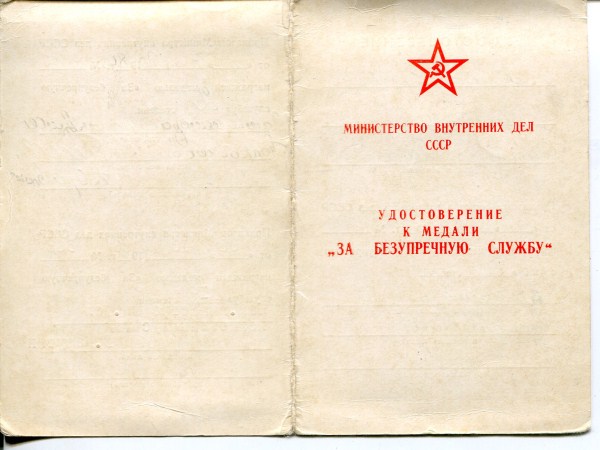 МИНИСТЕРСТВО ВНУТРЕННИХ ДЕЛ
СССР
УДОСТОВЕРЕНИЕ
К МЕДАЛИ
„ЗА БЕЗУПРЕЧНУЮ СЛУЖБУ“